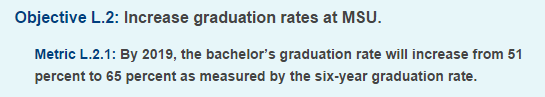 Objective L.2: Increase graduation rates at MSU.
Metric L.2.1: By 2019, the bachelor’s graduation rate will increase from 51
percent to 65 percent as measured by the six-year graduation rate.